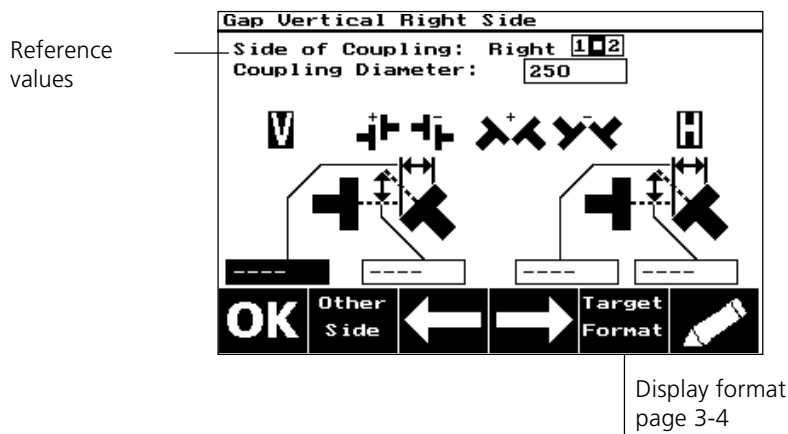 Gap Vertical Right Side
Reference values
Side of Coupling: Right 1 2
Coupling Diameter: 250
V + - + - H
---- ---- ---- ----
OK Other Side Target Format
Display format
page 3-4